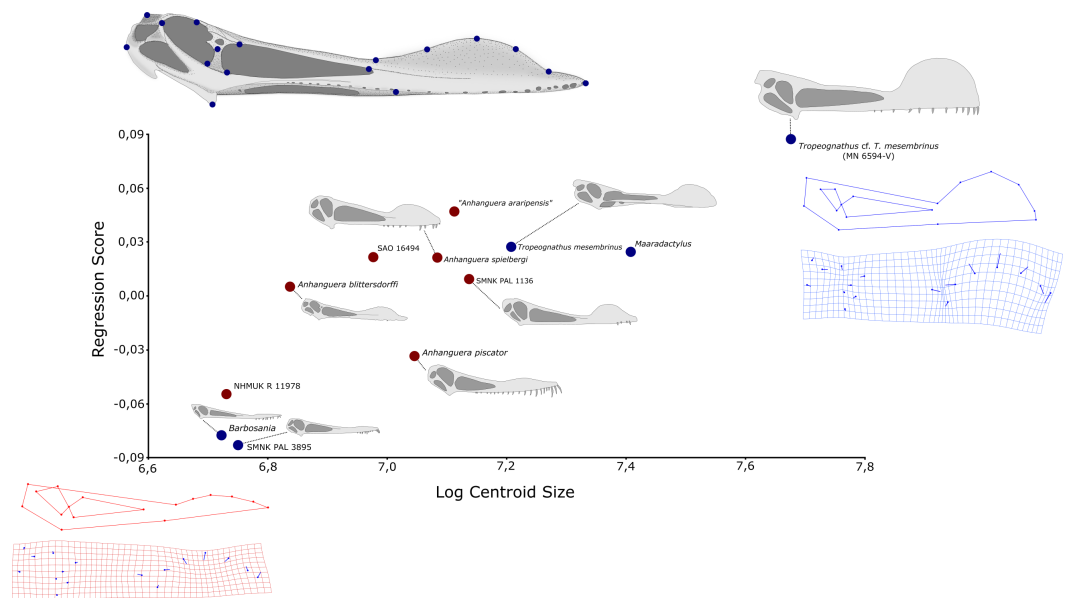 0,09
Tropeognathus cf. T. mesembrinus
(MN 6594-V)
0,06
"Anhanguera araripensis"
0,03
SAO 16494
Tropeognathus mesembrinus
Maaradactylus
Anhanguera spielbergi
Anhanguera blittersdorffi
SMNK PAL 1136
0,00
Regression Score
-0,03
Anhanguera piscator
NHMUK R 11978
-0,06
Barbosania
SMNK PAL 3895
-0,09
6,6
6,8
7,0
7,2
7,4
7,6
7,8
Log Centroid Size